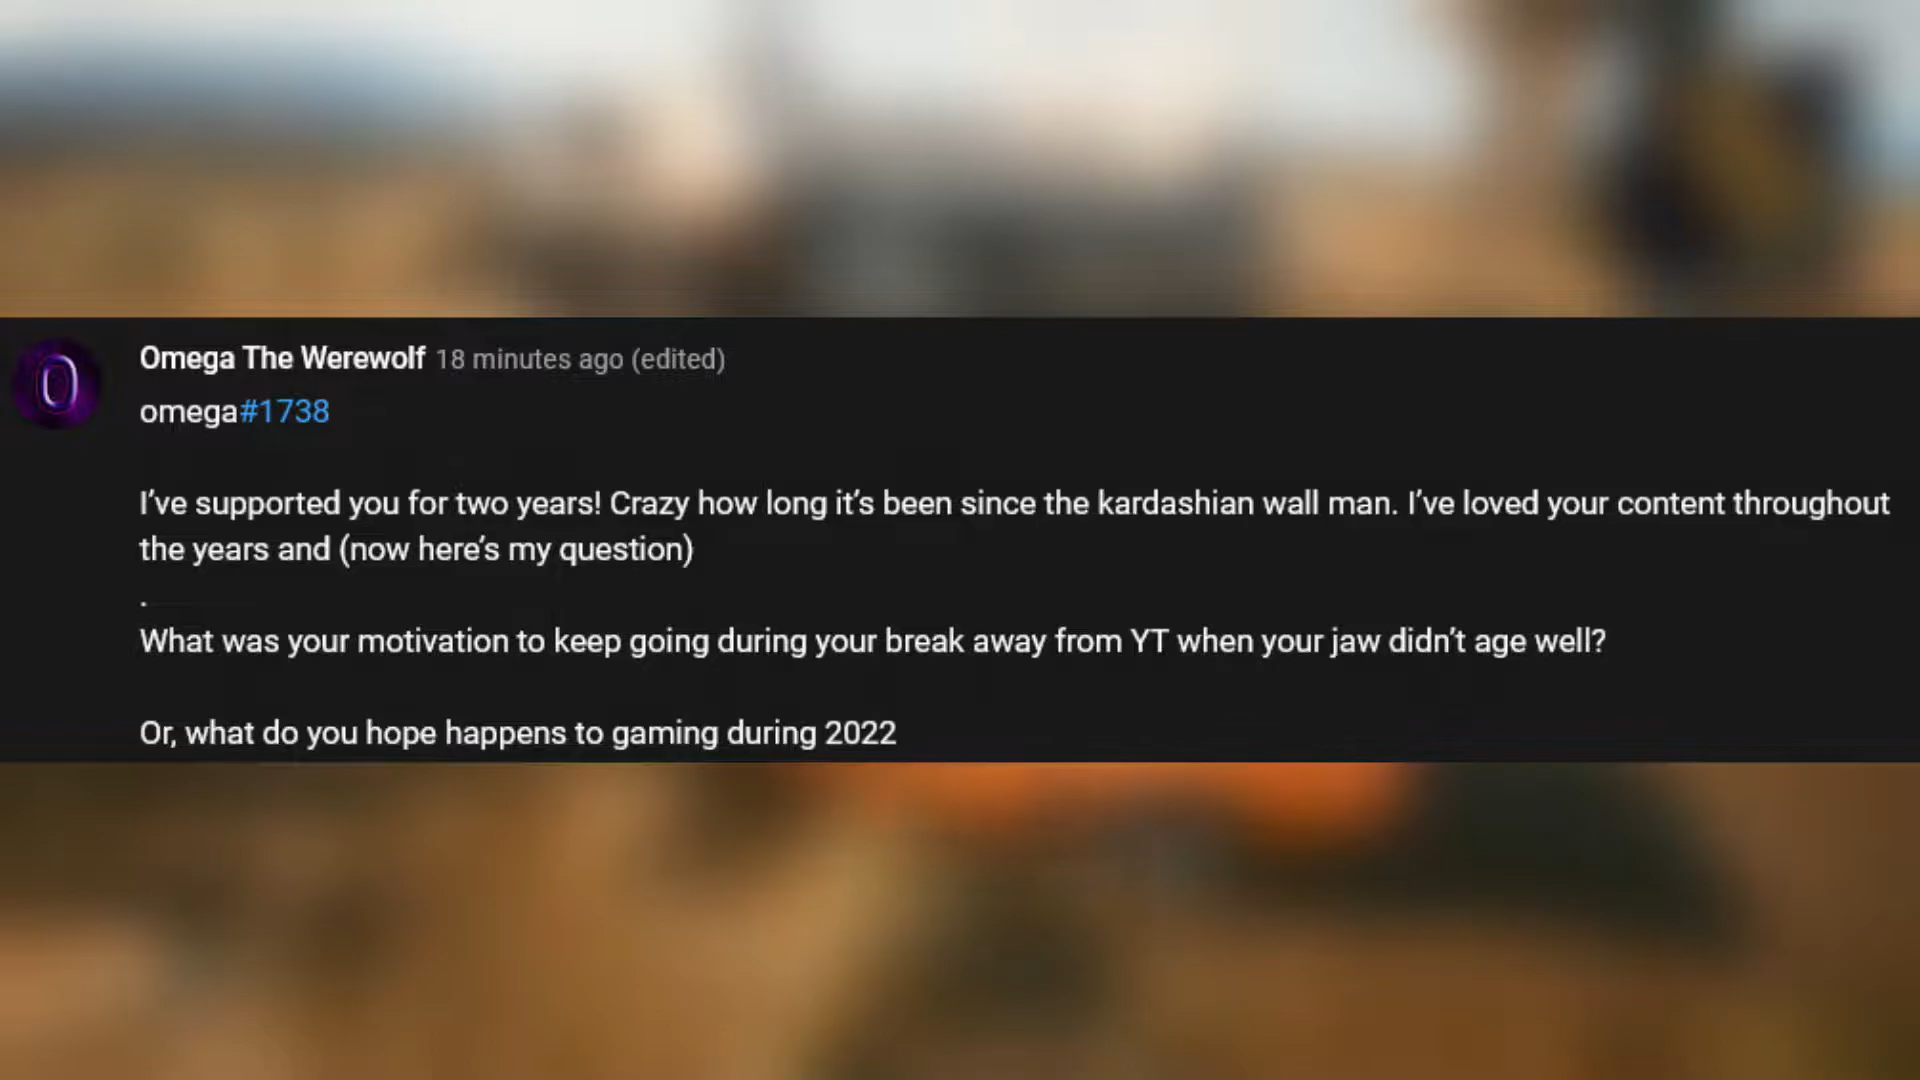 Omega The Werewolf 18 minutes ago (edited)
omega#1738
I’ve supported you for two years! Crazy how long it’s been since the kardashian wall man. I’ve loved your content throughout
the years and (now here’s my question)
.
What was your motivation to keep going during your break away from YT when your jaw didn’t age well?
Or, what do you hope happens to gaming during 2022